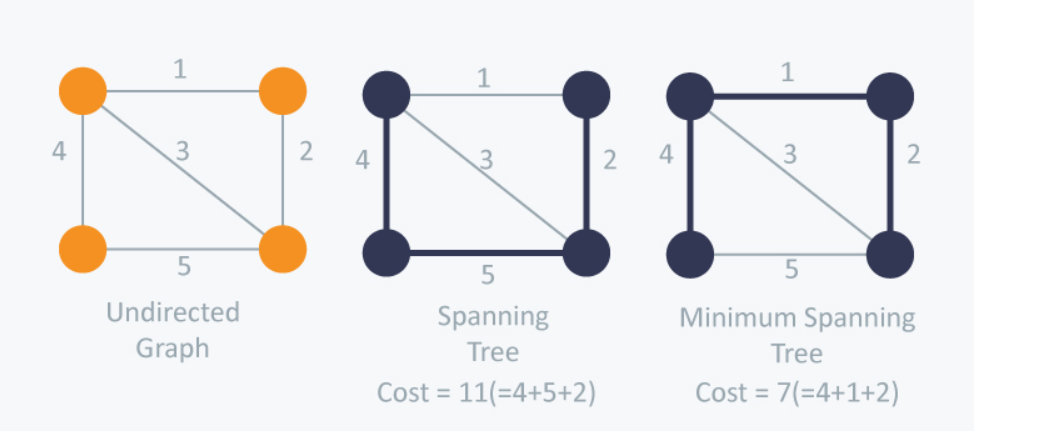 1
4
3
2
5
Undirected
Graph
1
4
3
2
5
Spanning
Tree
Cost = 11(=4+5+2)
1
4
3
2
5
Minimum Spanning
Tree
Cost = 7(=4+1+2)